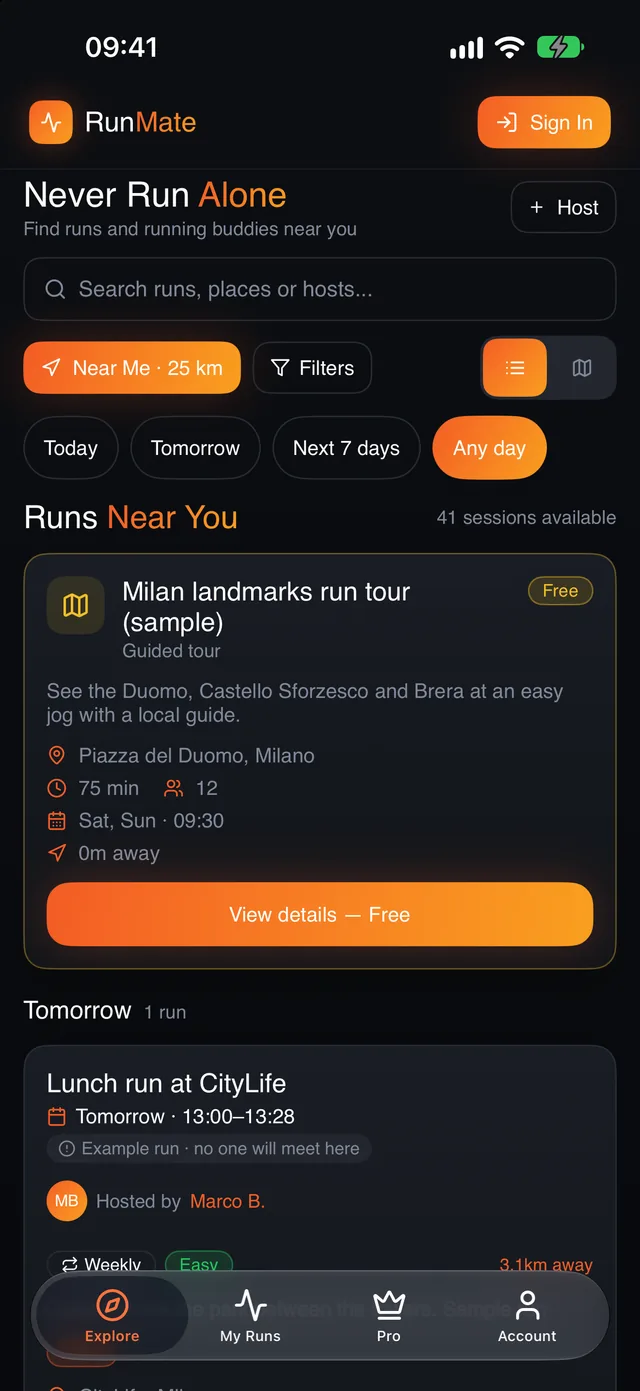 09:41
RunMate
Sign In
Never Run Alone
Find runs and running buddies near you
+ Host
Search runs, places or hosts...
Near Me · 25 km
Filters
Today
Tomorrow
Next 7 days
Any day
Runs Near You
41 sessions available
Milan landmarks run tour
(sample)
Free
Guided tour
See the Duomo, Castello Sforzesco and Brera at an easy
jog with a local guide.
Piazza del Duomo, Milano
75 min
12
Sat, Sun · 09:30
0m away
View details — Free
Tomorrow
1 run
Lunch run at CityLife
Tomorrow · 13:00–13:28
Example run · no one will meet here
MB
Hosted by Marco B.
Weekly
Easy
3.1km away
Explore
My Runs
Pro
Account